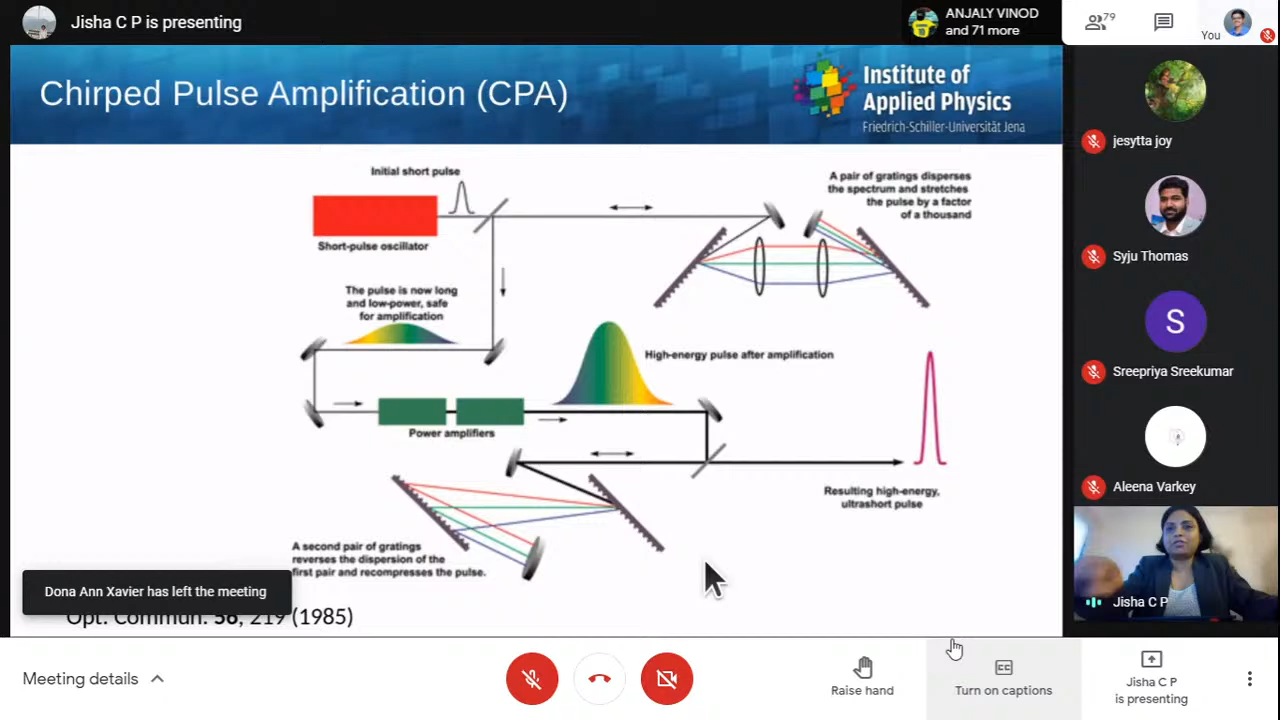 Jisha C P is presenting
ANJALY VINOD
and 71 more
79
You
Chirped Pulse Amplification (CPA)
Institute of
Applied Physics
Friedrich-Schiller-Universität Jena
Initial short pulse
Short-pulse oscillator
A pair of gratings disperses
the spectrum and stretches
the pulse by a factor
of a thousand
The pulse is now long
and low-power, safe
for amplification
High-energy pulse after amplification
Power amplifiers
Resulting high-energy,
ultrashort pulse
A second pair of gratings
reverses the dispersion of the
first pair and recompresses the pulse.
Dona Ann Xavier has left the meeting
Opt. Commun. 56, 219 (1985)
jesytta joy
Syju Thomas
S
Sreepriya Sreekumar
Aleena Varkey
Jisha C P
Meeting details
Raise hand
CC
Turn on captions
Jisha C P
is presenting